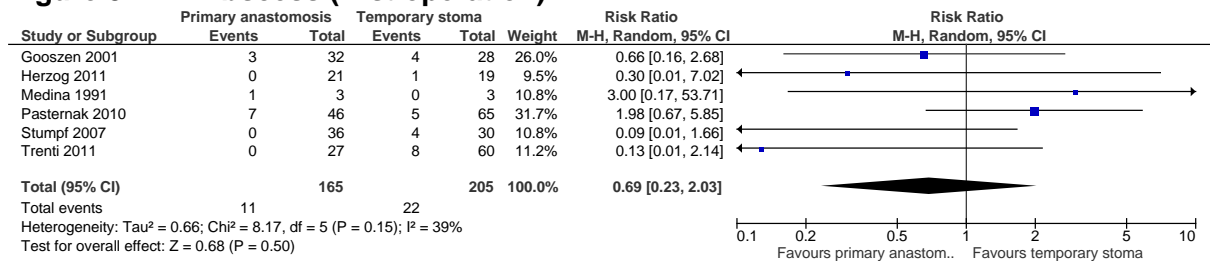 Primary anastomosis Temporary stoma Risk Ratio Risk Ratio
Study or Subgroup Events Total Events Total Weight M-H, Random, 95% CI M-H, Random, 95% CI
Gooszen 2001 3 32 4 28 26.0% 0.66 [0.16, 2.68]
Herzog 2011 0 21 1 19 9.5% 0.30 [0.01, 7.02]
Medina 1991 1 3 0 3 10.8% 3.00 [0.17, 53.71]
Pasternak 2010 7 46 5 65 31.7% 1.98 [0.67, 5.85]
Stumpf 2007 0 36 4 30 10.8% 0.09 [0.01, 1.66]
Trenti 2011 0 27 8 60 11.2% 0.13 [0.01, 2.14]
Total (95% CI) 165 205 100.0% 0.69 [0.23, 2.03]
Total events 11 22
Heterogeneity: Tau² = 0.66; Chi² = 8.17, df = 5 (P = 0.15); I² = 39%
Test for overall effect: Z = 0.68 (P = 0.50)
0.1 0.2 0.5 1 2 5 10
Favours primary anastom.. Favours temporary stoma